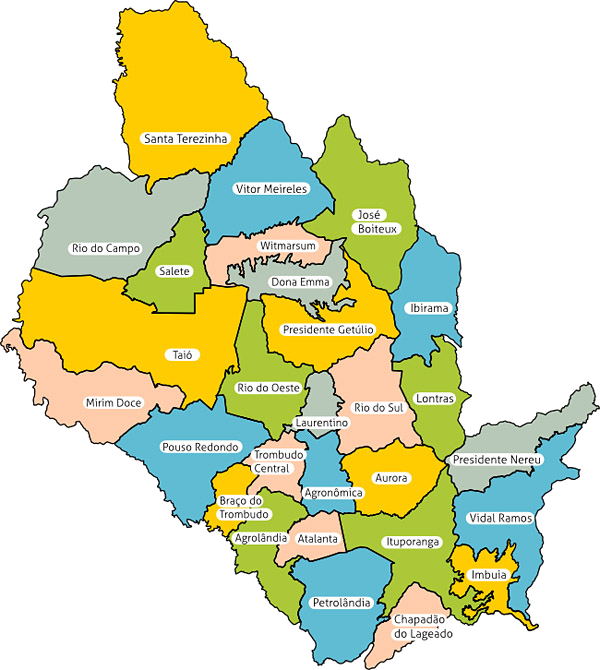 Santa Terezinha
Vitor Meireles
José
Boiteux
Rio do Campo
Witmarsum
Salete
Dona Emma
Ibirama
Presidente Getúlio
Taió
Rio do Oeste
Mirim Doce
Lontras
Rio do Sul
Laurentino
Pouso Redondo
Trombudo
Central
Presidente Nereu
Aurora
Agronômica
Braço do
Trombudo
Vidal Ramos
Agrolândia
Atalanta
Ituporanga
Imbuia
Petrolândia
Chapadão
do Lageado